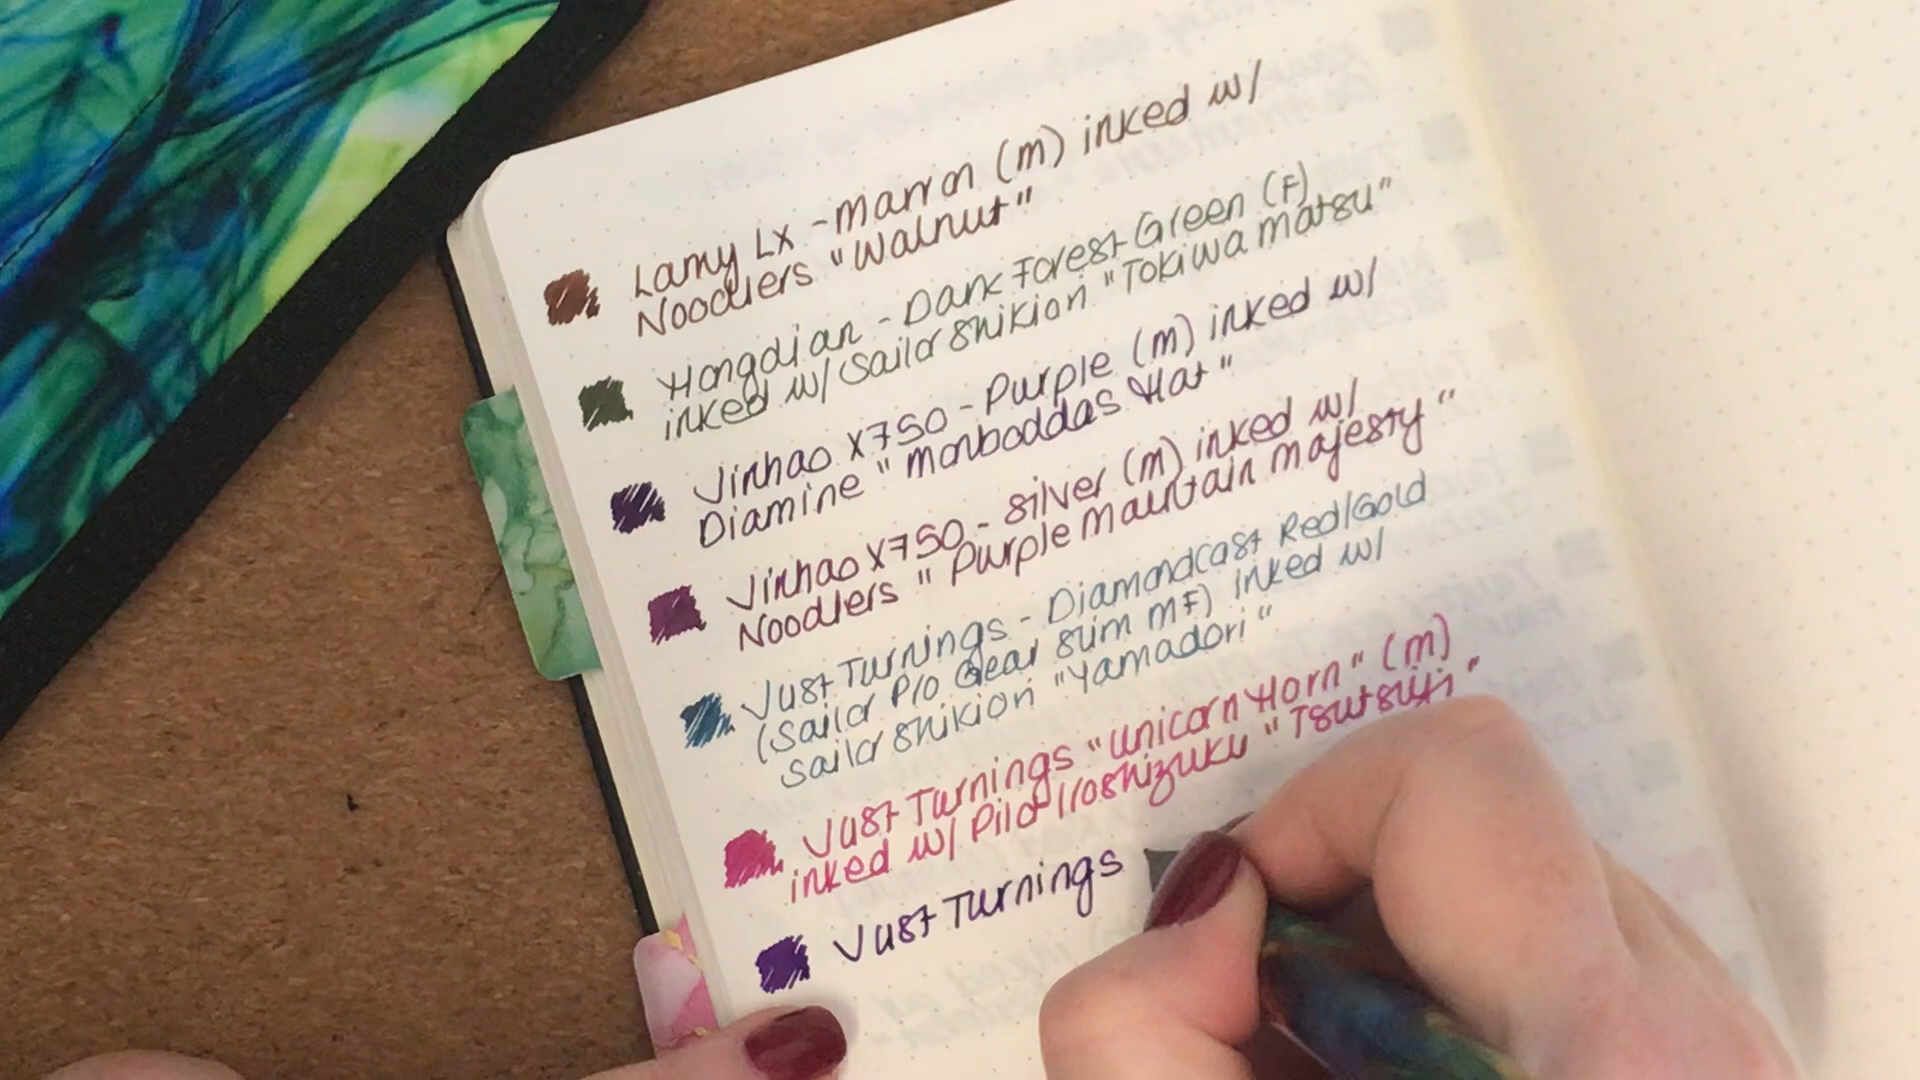 Lamy Lx - marron (m) inked w/
Noodlers "Walnut"
Hongdian - Dark Forest Green (F)
inked w/ Sailor Shikiori "Tokiwa matsu"
Jinhao X750 - Purple (m) inked w/
Diamine "Monboddas Hat"
Jinhao X750 - Silver (m) inked w/
Noodlers "Purple Mountain majesty"
Just Turnings - Diamondcast Red/Gold
(Sailor Pro Gear Slim MF) inked w/
Sailor Shikiori "Yamadori"
Just Turnings "Unicorn Horn" (m)
inked w/ Pilot Iroshizuku "Tsutsuji"
Just Turnings